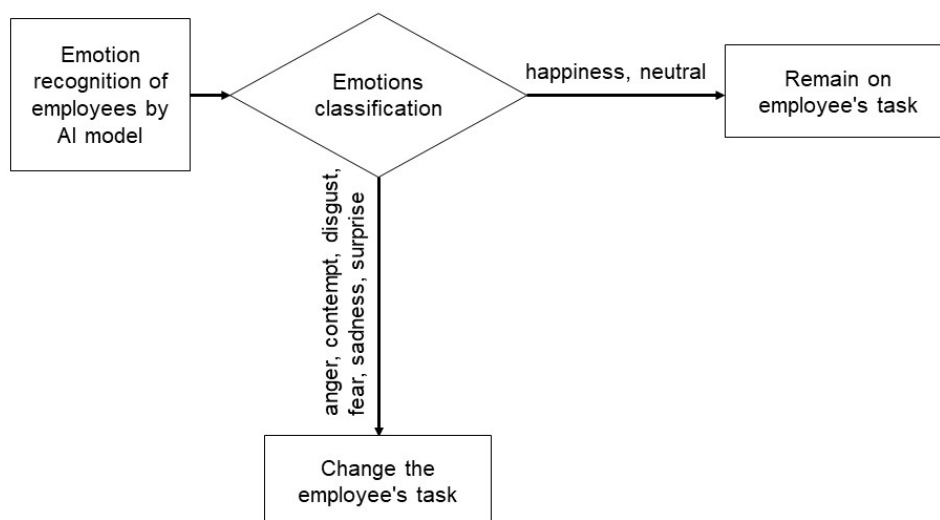 Emotion
recognition of
employees by
AI model
Emotions
classification
happiness, neutral
Remain on
employee's task
anger, contempt, disgust,
fear, sadness, surprise
Change the
employee's task